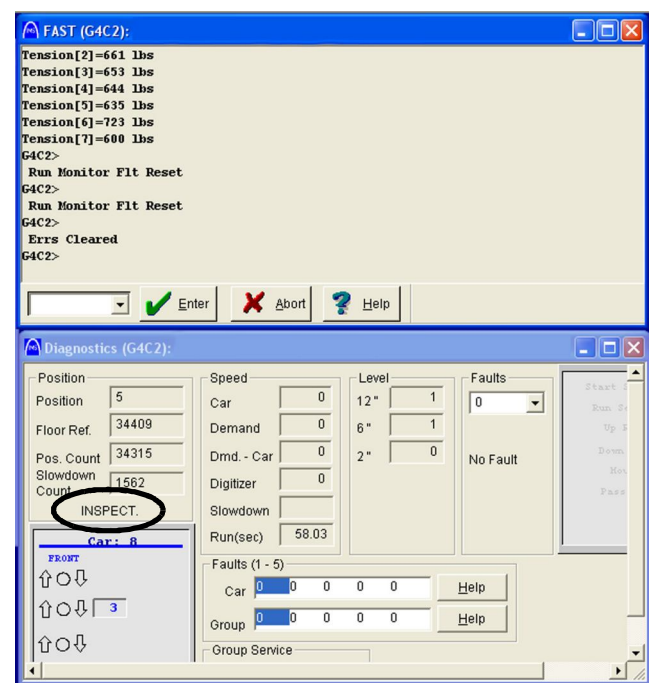 FAST (G4C2):
Tension[2]=661 lbs
Tension[3]=653 lbs
Tension[4]=644 lbs
Tension[5]=635 lbs
Tension[6]=723 lbs
Tension[7]=600 lbs
G4C2>
Run Monitor Flt Reset
G4C2>
Run Monitor Flt Reset
G4C2>
Errs Cleared
G4C2>
Enter Abort Help
Diagnostics (G4C2):
Position
Position 5
Floor Ref. 34409
Pos. Count 34315
Slowdown
Count 1562
INSPECT.
Speed
Car 0
Demand 0
Dmd. - Car 0
Digitizer 0
Slowdown
Run(sec) 58.03
Level
12" 1
6" 1
2" 0
Faults
0
No Fault
Start
Up
Down
Pass
Car: 8
FRONT
3
Faults (1 - 5)
Car 0 0 0 0 0 Help
Group 0 0 0 0 0 Help
Group Service